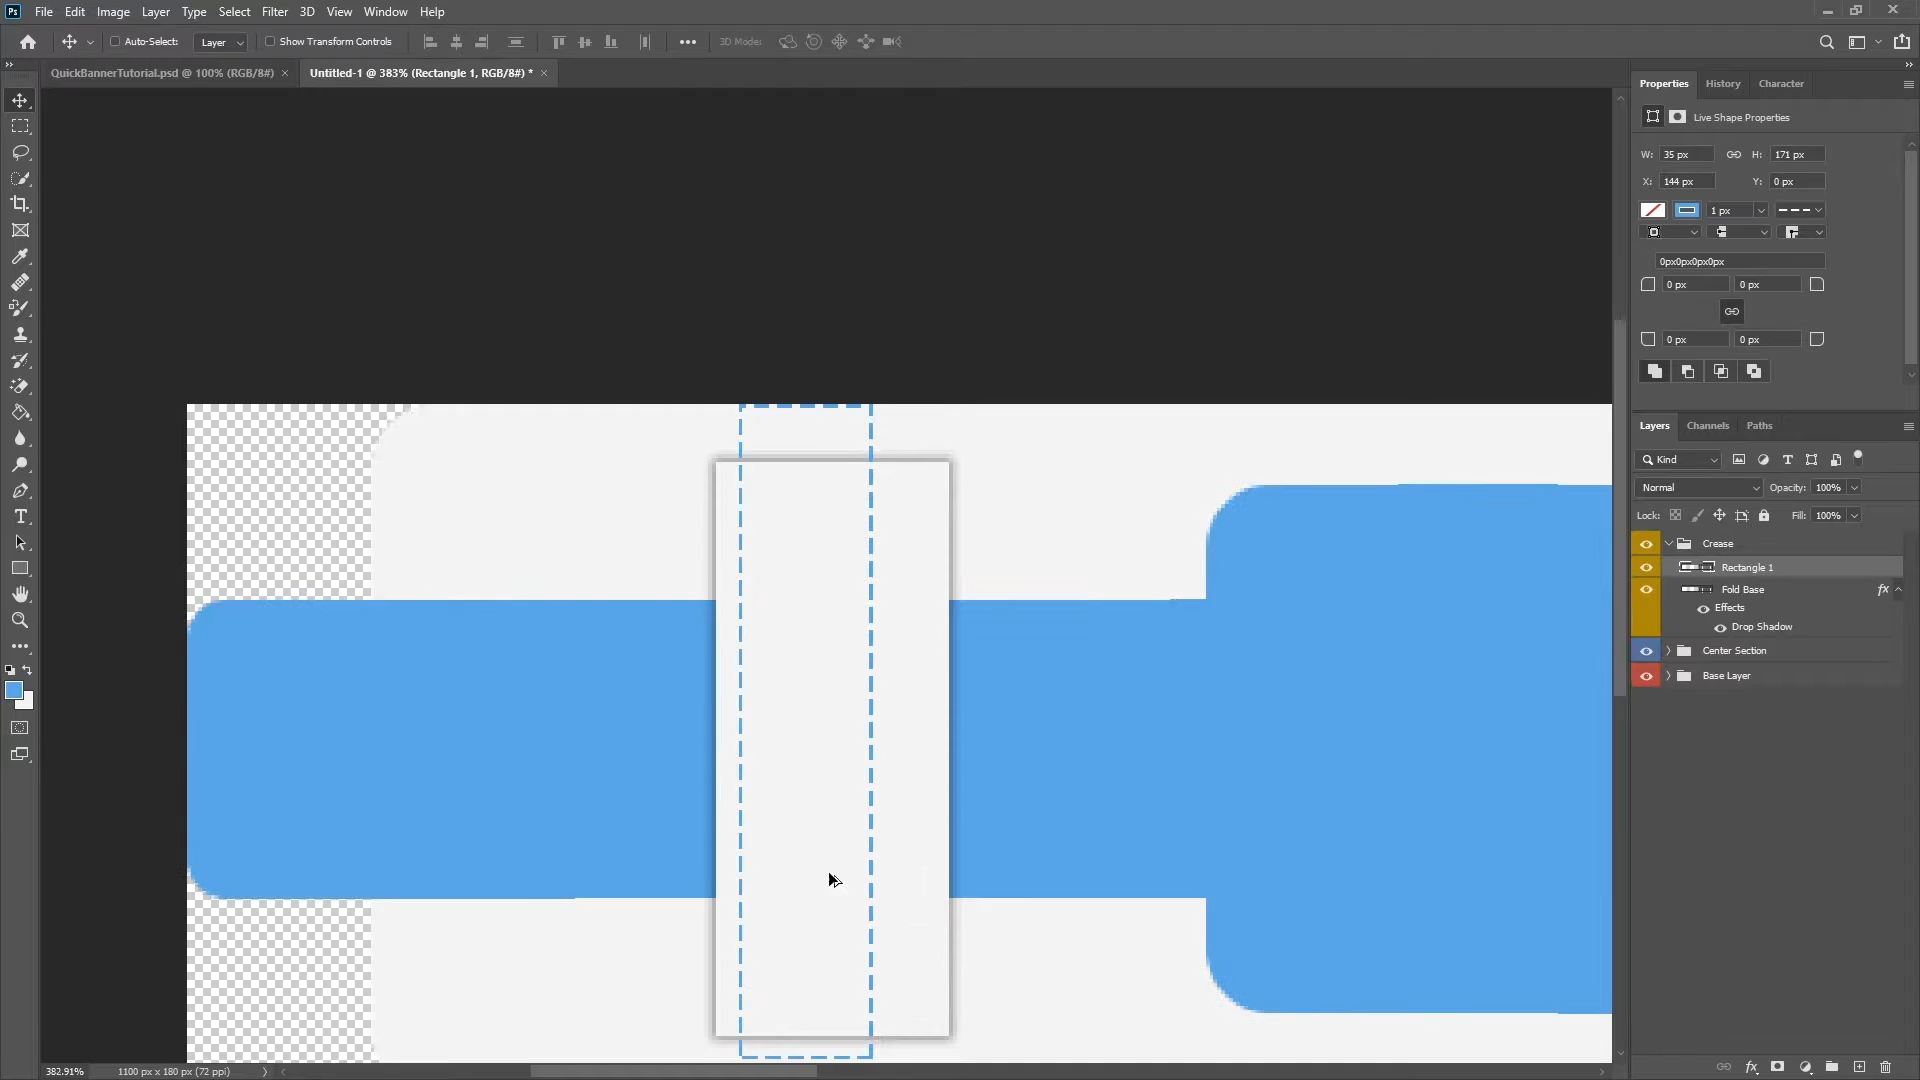 Ps File Edit Image Layer Type Select Filter 3D View Window Help
Auto-Select: Layer Show Transform Controls 3D Mode:
QuickBannerTutorial.psd @ 100% (RGB/8#) × Untitled-1 @ 383% (Rectangle 1, RGB/8#) * ×
Properties History Character
Live Shape Properties
W: 35 px H: 171 px
X: 144 px Y: 0 px
1 px
0px0px0px0px
0 px 0 px
0 px 0 px
Layers Channels Paths
Kind
Normal Opacity: 100%
Lock: Fill: 100%
Crease
Rectangle 1
Fold Base fx
Effects
Drop Shadow
Center Section
Base Layer
382.91% 1100 px x 180 px (72 ppi)
fx